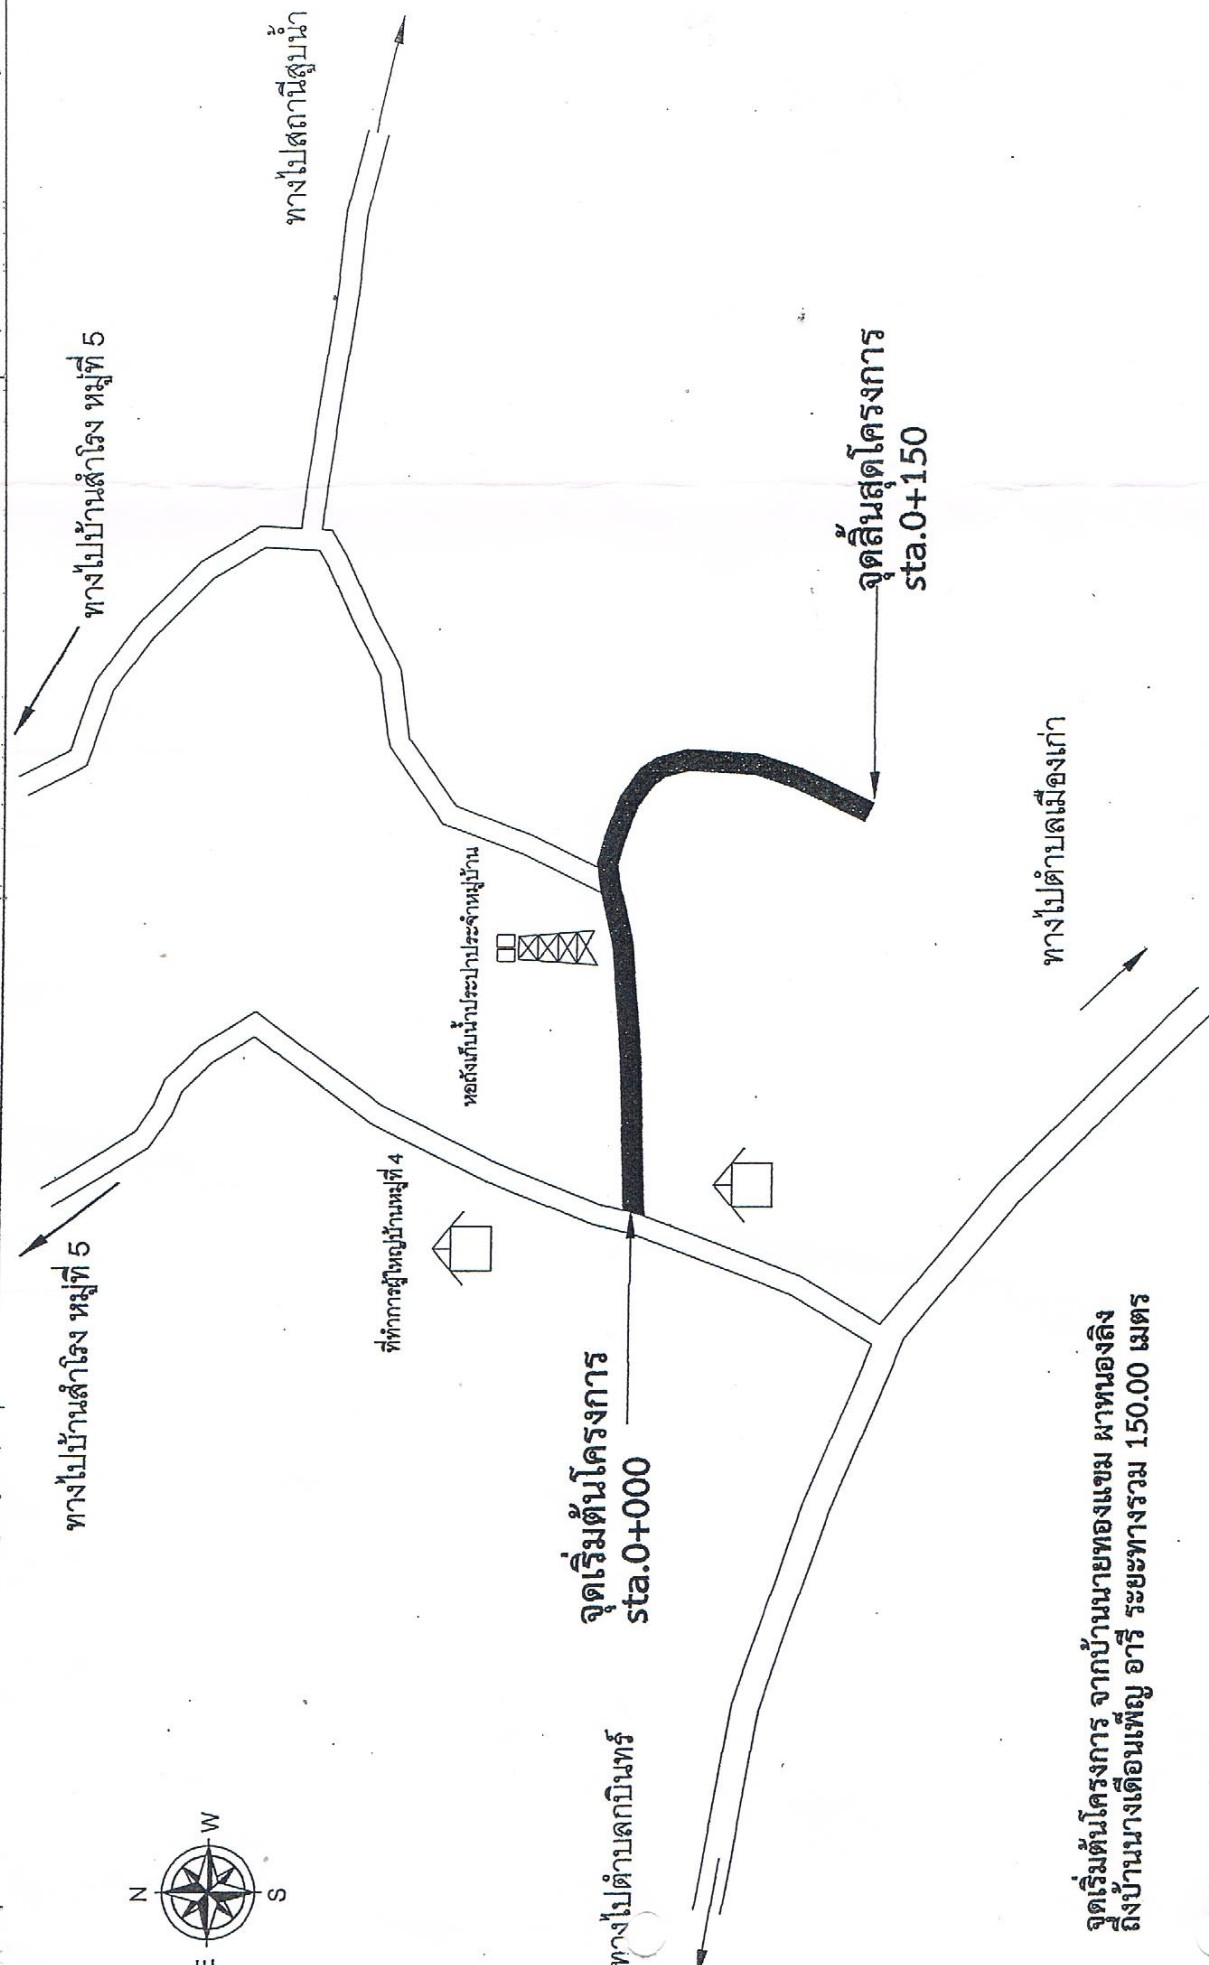 N
W
S
E
ทางไปบ้านสำโรง หมู่ที่ 5
ทางไปบ้านสำโรง หมู่ที่ 5
ทางไปสถานีสูบน้ำ
ที่ทำการผู้ใหญ่บ้านหมู่ที่ 4
หอถังเก็บน้ำประปาประจำหมู่บ้าน
จุดเริ่มต้นโครงการ
sta.0+000
จุดสิ้นสุดโครงการ
sta.0+150
ทางไปตำบลกบินทร์
ทางไปตำบลเมืองเก่า
จุดเริ่มต้นโครงการ จากบ้านนายทองแขม ผาหนองลิง
ถึงบ้านนางเดือนเพ็ญ อารี ระยะทางรวม 150.00 เมตร